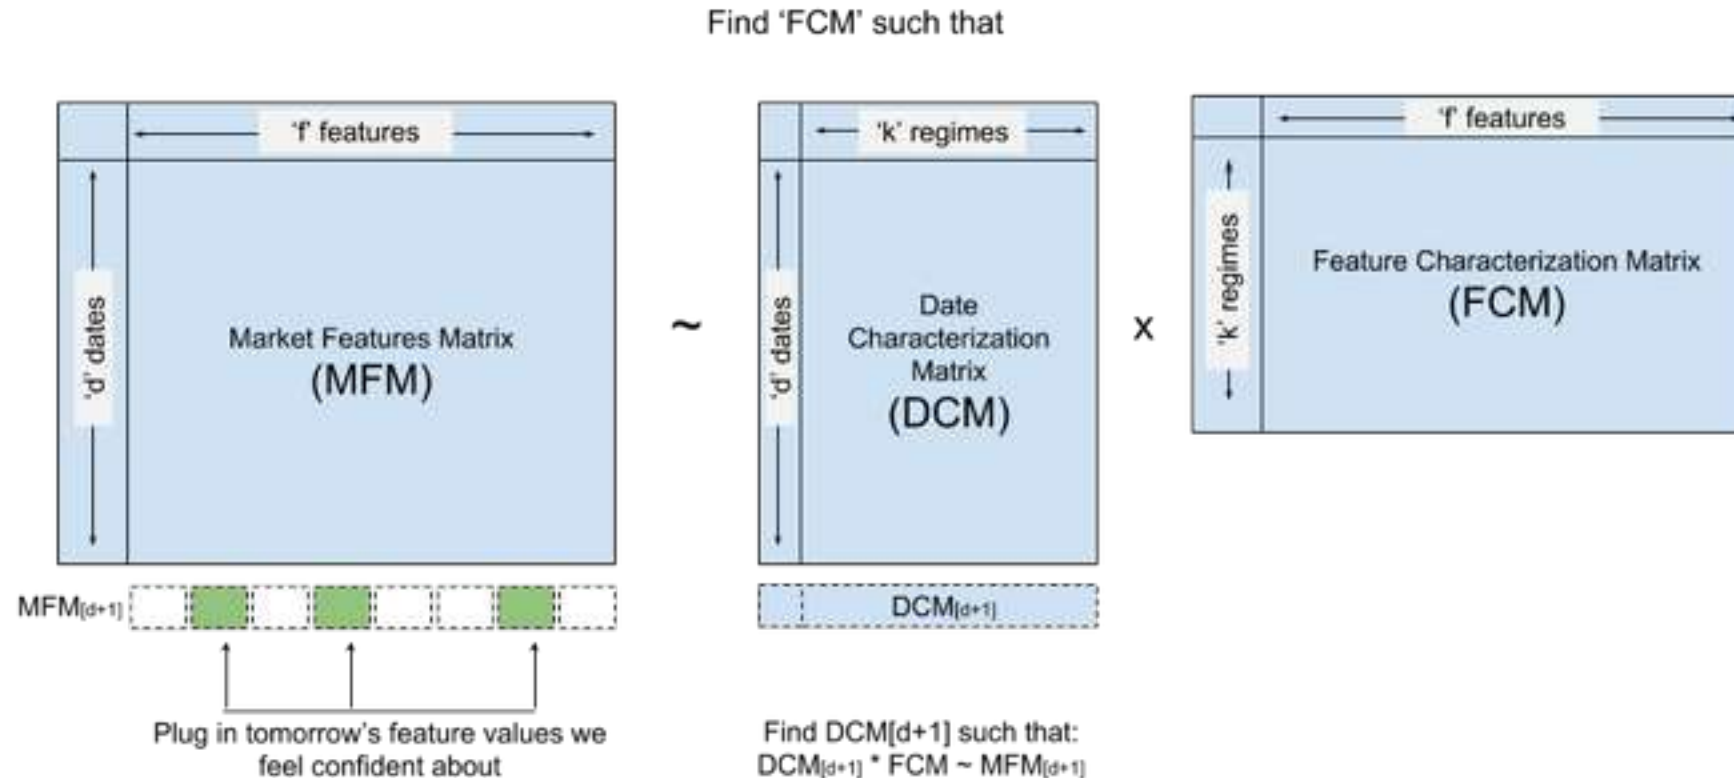 Find ‘FCM’ such that
‘f’ features
‘d’ dates
Market Features Matrix
(MFM)
~
‘k’ regimes
‘d’ dates
Date
Characterization
Matrix
(DCM)
x
‘f’ features
‘k’ regimes
Feature Characterization Matrix
(FCM)
MFM[d+1]
Plug in tomorrow’s feature values we
feel confident about
DCM[d+1]
Find DCM[d+1] such that:
DCM[d+1] * FCM ~ MFM[d+1]